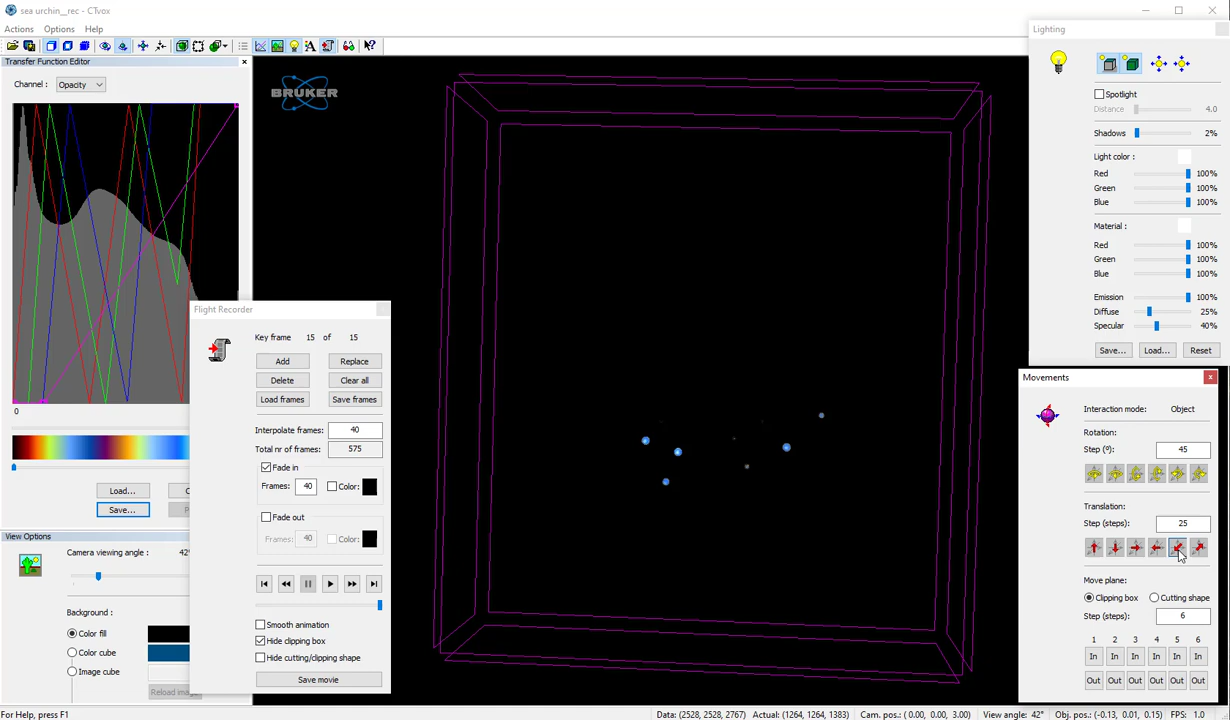 sea urchin__rec - CTvox
Actions Options Help
Transfer Function Editor
Channel : Opacity
0
Load...
Save...
View Options
Camera viewing angle : 42°
Background :
Color fill
Color cube
Image cube
Reload
BRUKER
Flight Recorder
Key frame 15 of 15
Add Replace
Delete Clear all
Load frames Save frames
Interpolate frames: 40
Total nr of frames: 575
Fade in
Frames: 40 Color:
Fade out
Frames: 40 Color:
Smooth animation
Hide clipping box
Hide cutting/clipping shape
Save movie
Lighting
Spotlight
Distance 4.0
Shadows 2%
Light color :
Red 100%
Green 100%
Blue 100%
Material :
Red 100%
Green 100%
Blue 100%
Emission 100%
Diffuse 25%
Specular 40%
Save... Load... Reset
Movements
Interaction mode: Object
Rotation:
Step (º): 45
Translation:
Step (steps): 25
Move plane:
Clipping box Cutting shape
Step (steps): 6
1 2 3 4 5 6
In In In In In In
Out Out Out Out Out Out
For Help, press F1 Data: (2528, 2528, 2767) Actual: (1264, 1264, 1383) Cam. pos.: ( 0.00, 0.00, 3.00) View angle: 42° Obj. pos.: (-0.13, 0.01, 0.15) FPS: 1.0